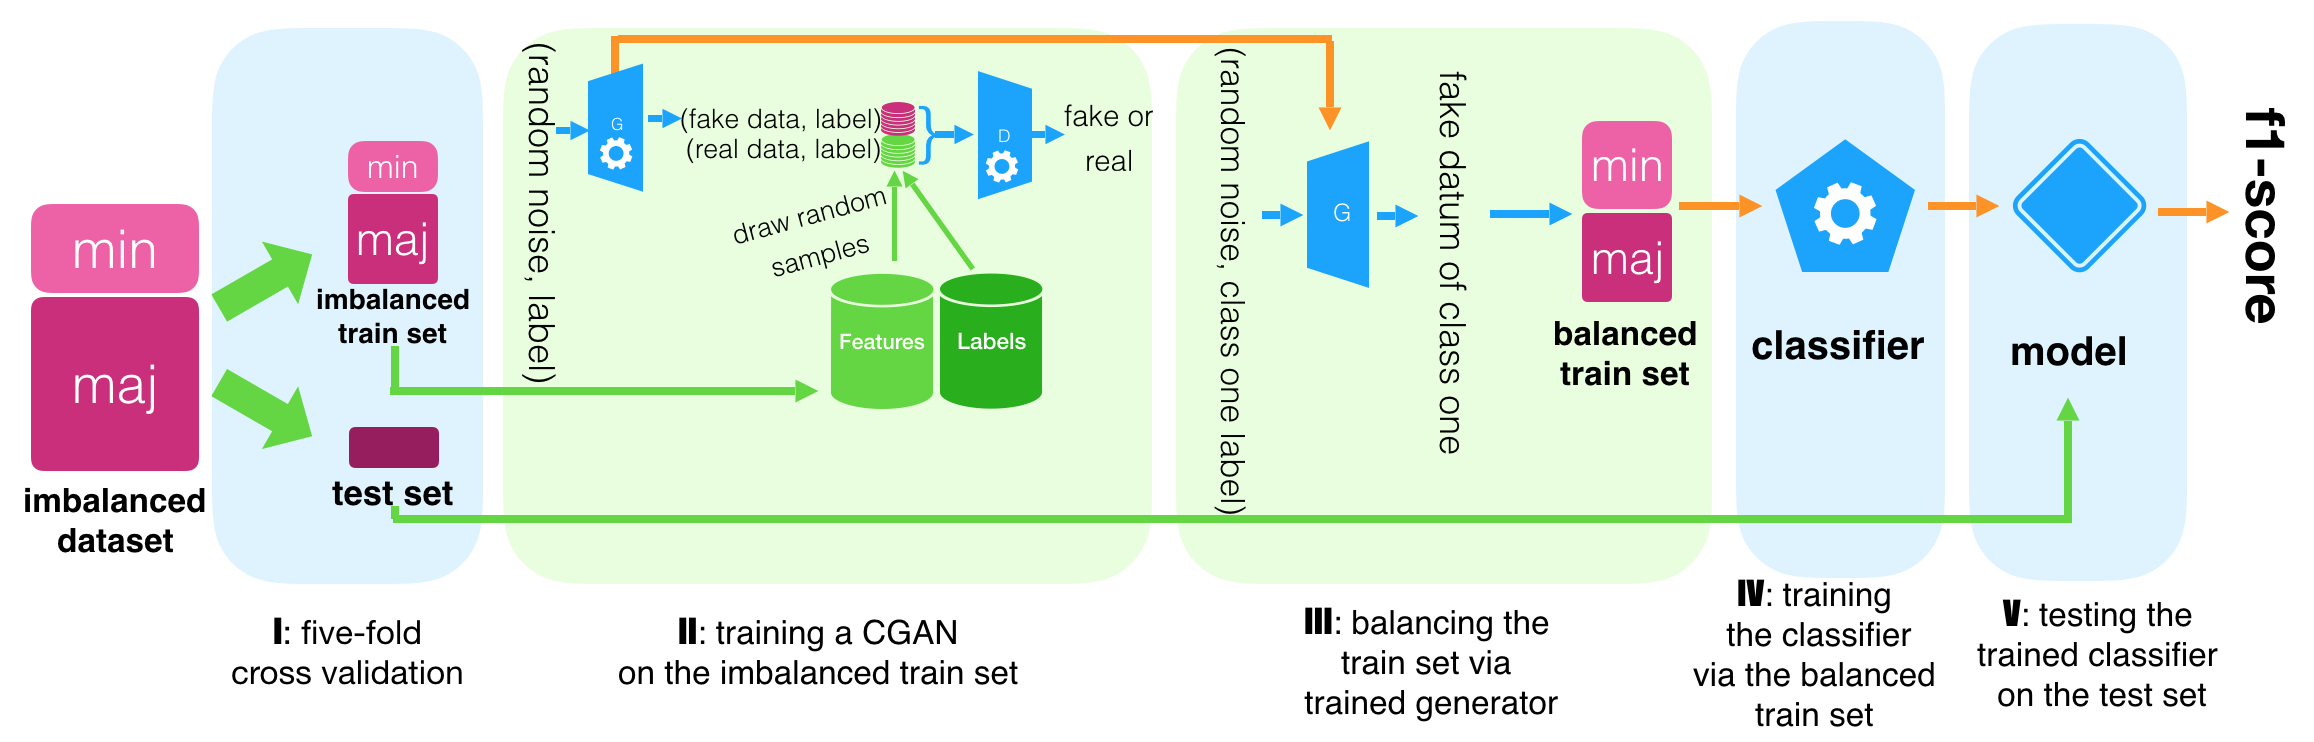 min
maj
imbalanced
dataset
min
maj
imbalanced
train set
test set
I: five-fold
cross validation
(random noise, label)
G
(fake data, label)
(real data, label)
D
fake or
real
draw random
samples
Features
Labels
II: training a CGAN
on the imbalanced train set
(random noise, class one label)
G
fake datum of class one
min
maj
balanced
train set
III: balancing the
train set via
trained generator
classifier
IV: training
the classifier
via the balanced
train set
model
V: testing the
trained classifier
on the test set
f1-score